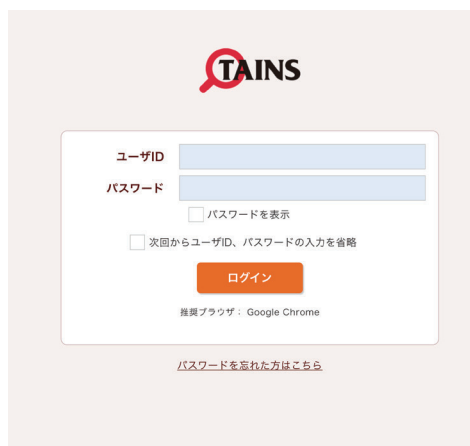 TAINS
ユーザID
パスワード
パスワードを表示
次回からユーザID、パスワードの入力を省略
ログイン
推奨ブラウザ： Google Chrome
パスワードを忘れた方はこちら